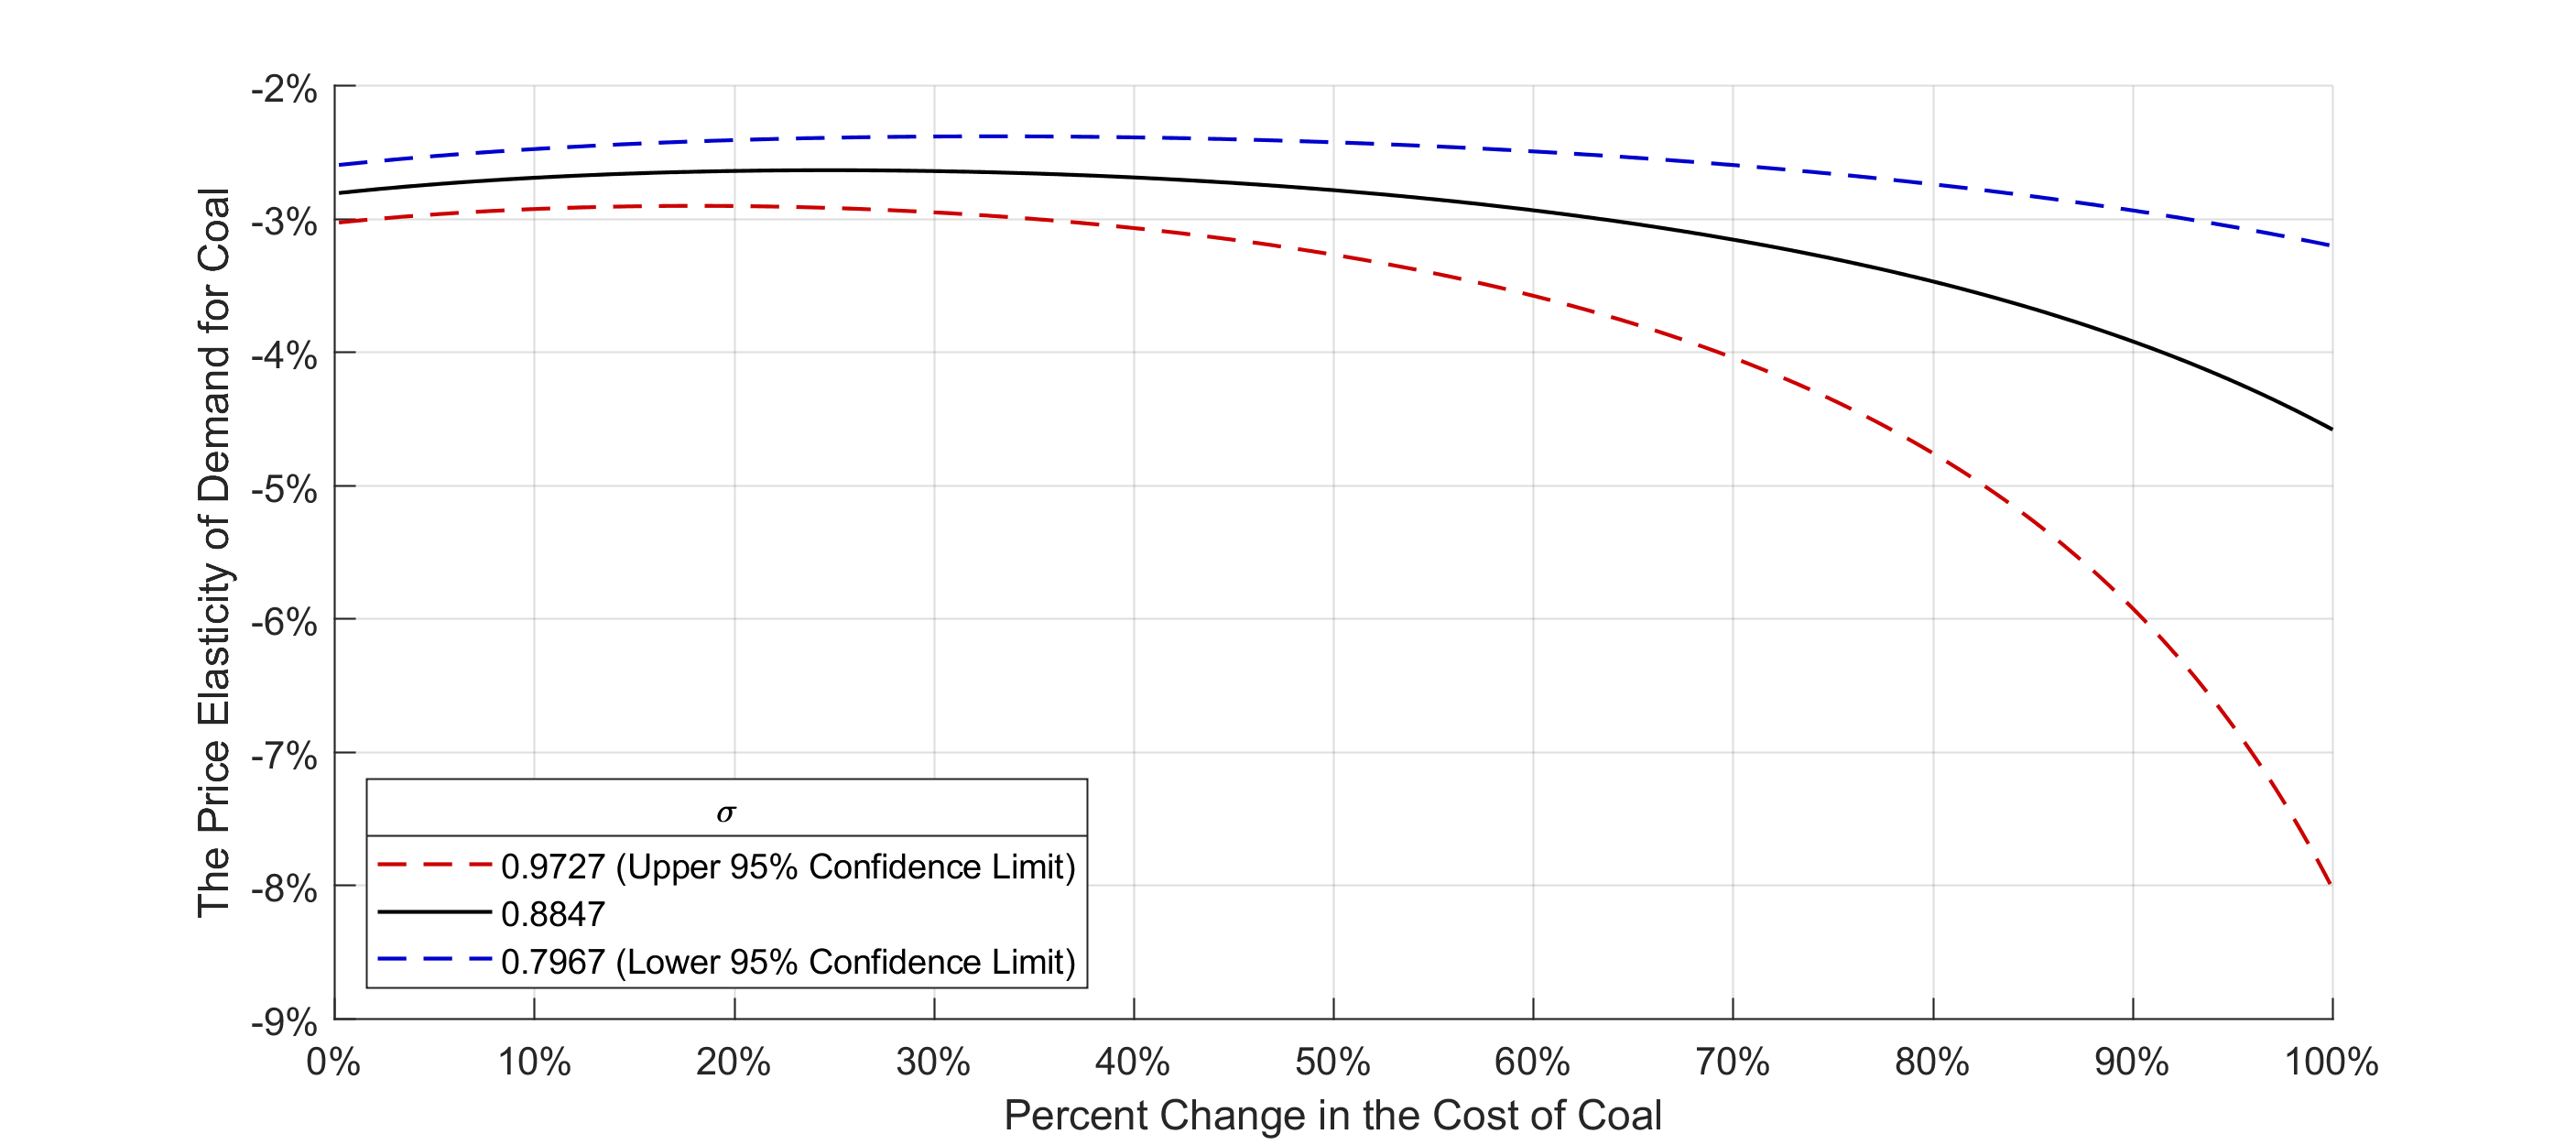 -2%
-3%
-4%
-5%
-6%
-7%
-8%
-9%
The Price Elasticity of Demand for Coal
σ
0.9727 (Upper 95% Confidence Limit)
0.8847
0.7967 (Lower 95% Confidence Limit)
0% 10% 20% 30% 40% 50% 60% 70% 80% 90% 100%
Percent Change in the Cost of Coal